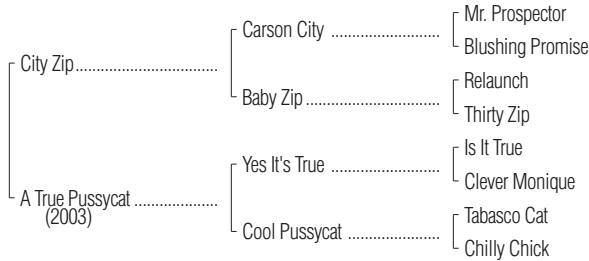 Mr. Prospector
Carson City ......................
Blushing Promise
City Zip.............................
Relaunch
Baby Zip...........................
Thirty Zip
Is It True
Yes It's True .....................
Clever Monique
A True Pussycat .................
(2003)
Tabasco Cat
Cool Pussycat ..................
Chilly Chick